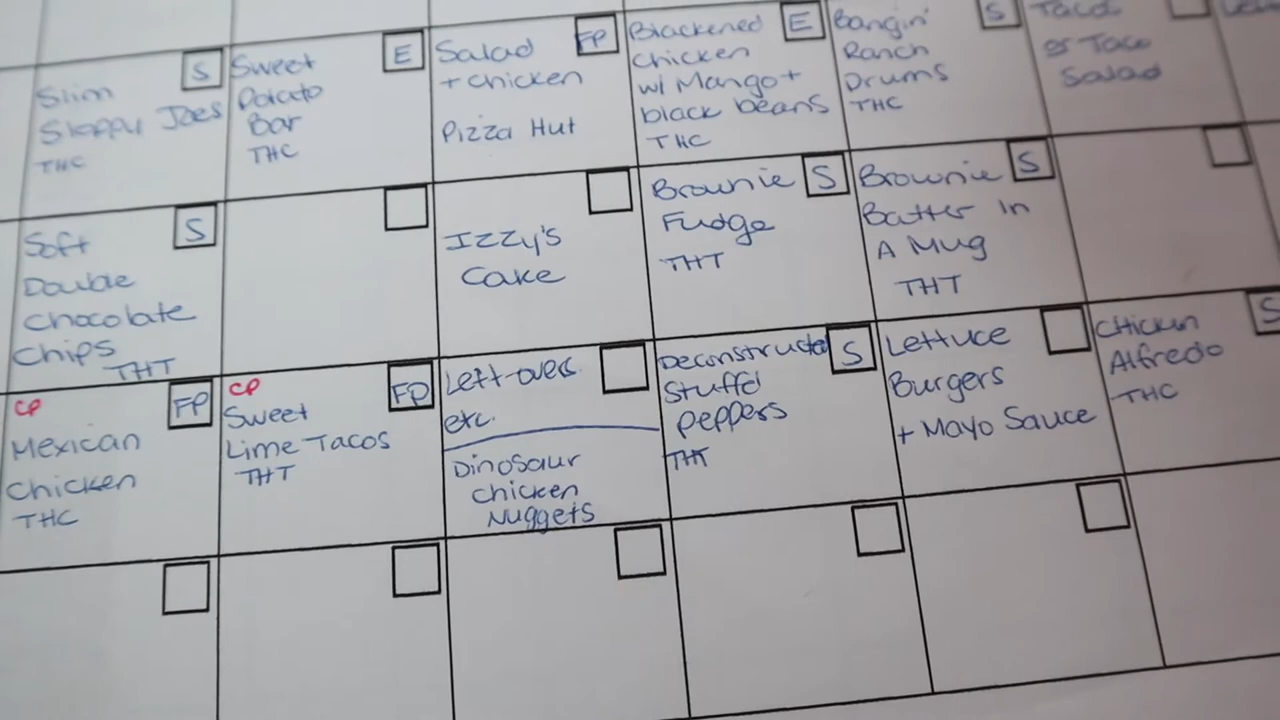 Slim
Sloppy Joes
THC
S
Sweet
Potato
Bar
THC
E
Salad
+ chicken
Pizza Hut
FP
Blackened
Chicken
w/ Mango +
black beans
THC
E
Bangin'
Ranch
Drums
THC
S
Taco
or Taco
Salad
Soft
Double
Chocolate
Chips
THT
S
Izzy's
Cake
Brownie
Fudge
THT
S
Brownie
Batter in
A Mug
THT
S
CP
Mexican
Chicken
THC
FP
CP
Sweet
Lime Tacos
THT
FP
Left-overs
etc.
Dinosaur
Chicken
Nuggets
Deconstructed
Stuffd
Peppers
THT
S
Lettuce
Burgers
+ Mayo Sauce
Chicken
Alfredo
THC
S